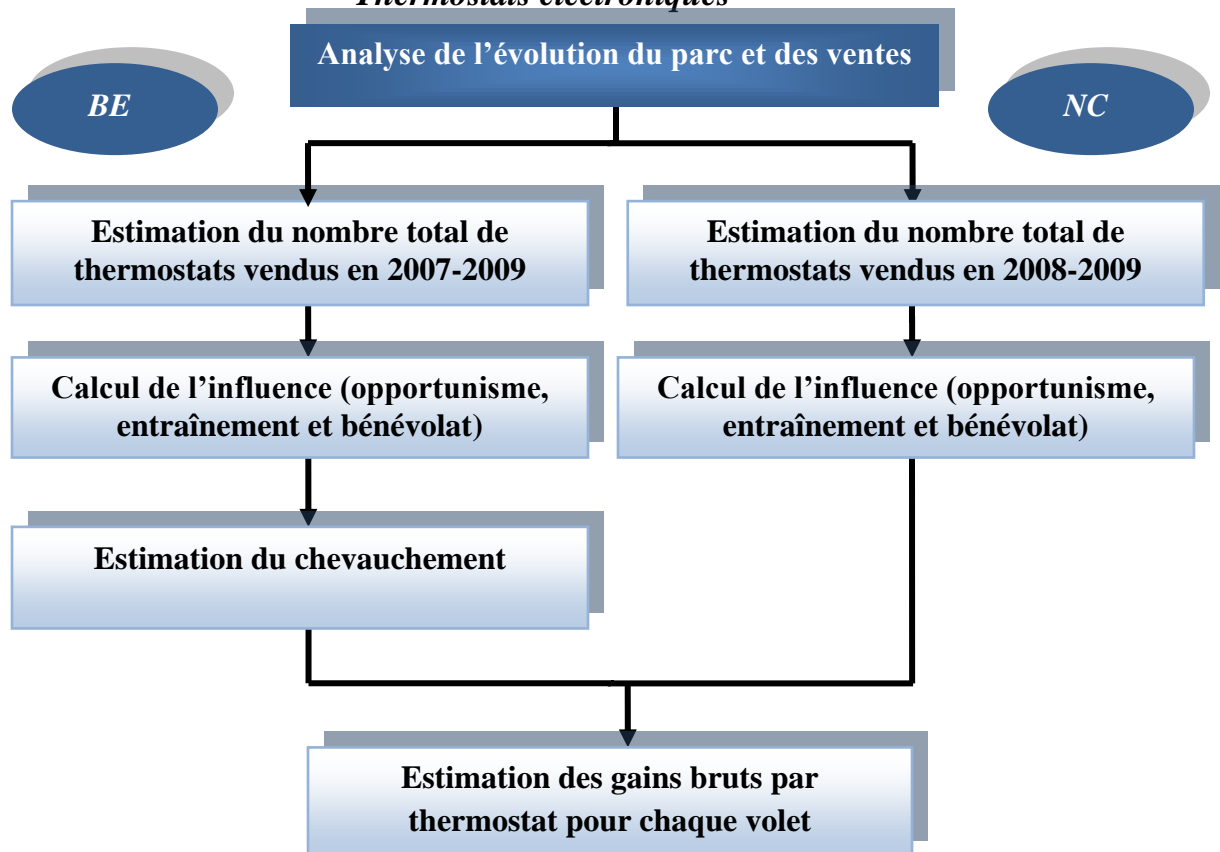 Thermostats électroniques
Analyse de l’évolution du parc et des ventes
BE
NC
Estimation du nombre total de
thermostats vendus en 2007-2009
Estimation du nombre total de
thermostats vendus en 2008-2009
Calcul de l’influence (opportunisme,
entraînement et bénévolat)
Calcul de l’influence (opportunisme,
entraînement et bénévolat)
Estimation du chevauchement
Estimation des gains bruts par
thermostat pour chaque volet